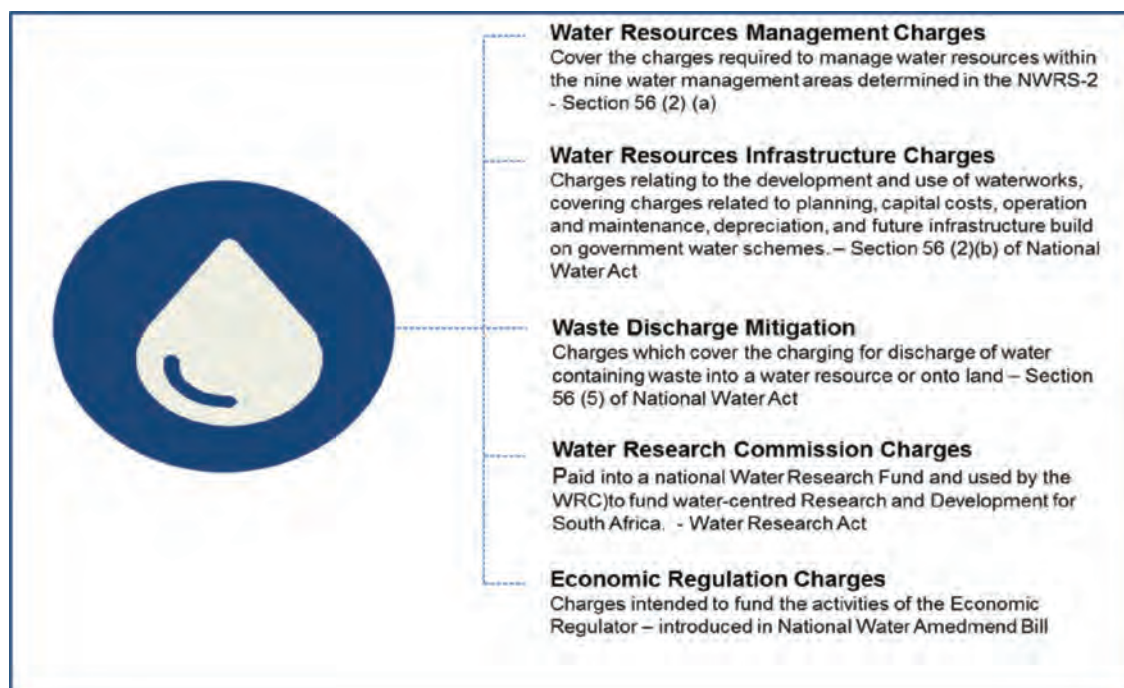 Water Resources Management Charges
Cover the charges required to manage water resources within
the nine water management areas determined in the NWRS-2
- Section 56 (2) (a)
Water Resources Infrastructure Charges
Charges relating to the development and use of waterworks,
covering charges related to planning, capital costs, operation
and maintenance, depreciation, and future infrastructure build
on government water schemes. – Section 56 (2)(b) of National
Water Act
Waste Discharge Mitigation
Charges which cover the charging for discharge of water
containing waste into a water resource or onto land – Section
56 (5) of National Water Act
Water Research Commission Charges
Paid into a national Water Research Fund and used by the
WRC)to fund water-centred Research and Development for
South Africa. - Water Research Act
Economic Regulation Charges
Charges intended to fund the activities of the Economic
Regulator – introduced in National Water Amedmend Bill